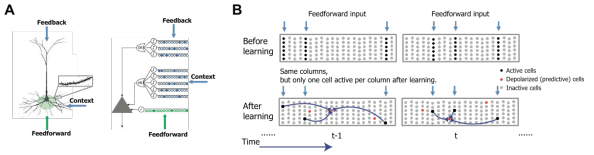 A
Feedback
Context
Feedforward
Feedback
Context
Feedforward
B
Feedforward input
Feedforward input
Before
learning
Same columns,
but only one cell active per column after learning.
Active cells
Depolarized (predictive) cells
Inactive cells
After
learning
......
t-1
t
......
Time